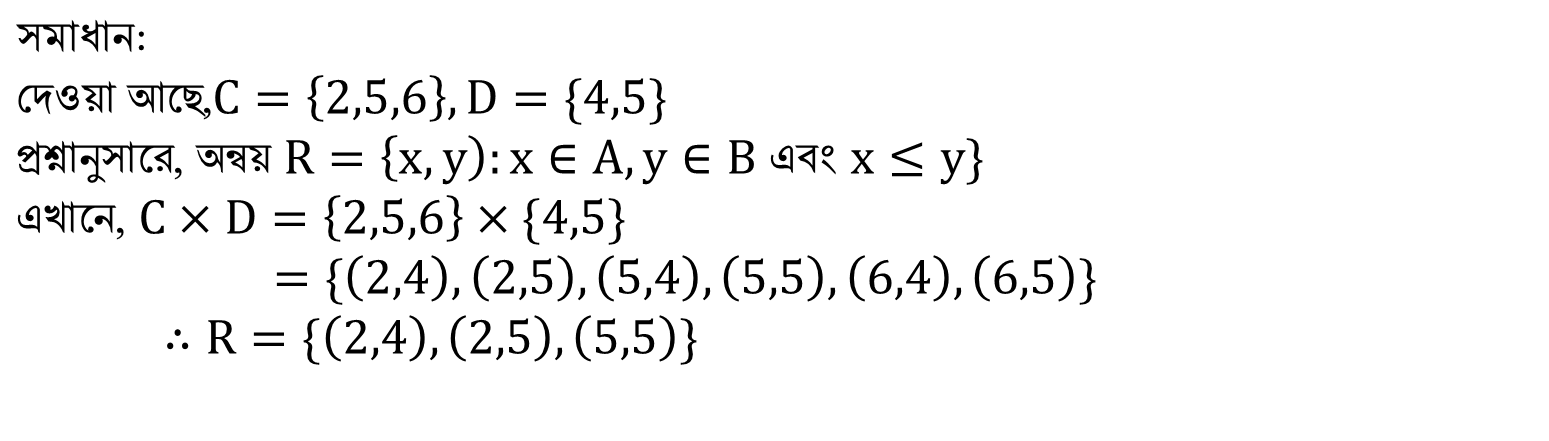 সমাধান:
দেওয়া আছে,C = {2,5,6}, D = {4,5}
প্রশ্নানুসারে, অন্বয় R = {x, y): x ∈ A, y ∈ B এবং x ≤ y}
এখানে, C × D = {2,5,6} × {4,5}
= {(2,4), (2,5), (5,4), (5,5), (6,4), (6,5)}
∴ R = {(2,4), (2,5), (5,5)}